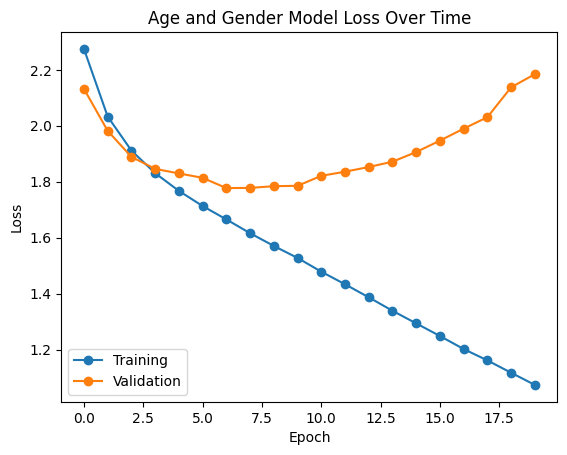 Age and Gender Model Loss Over Time
Loss
2.2
2.0
1.8
1.6
1.4
1.2
Training
Validation
0.0 2.5 5.0 7.5 10.0 12.5 15.0 17.5
Epoch